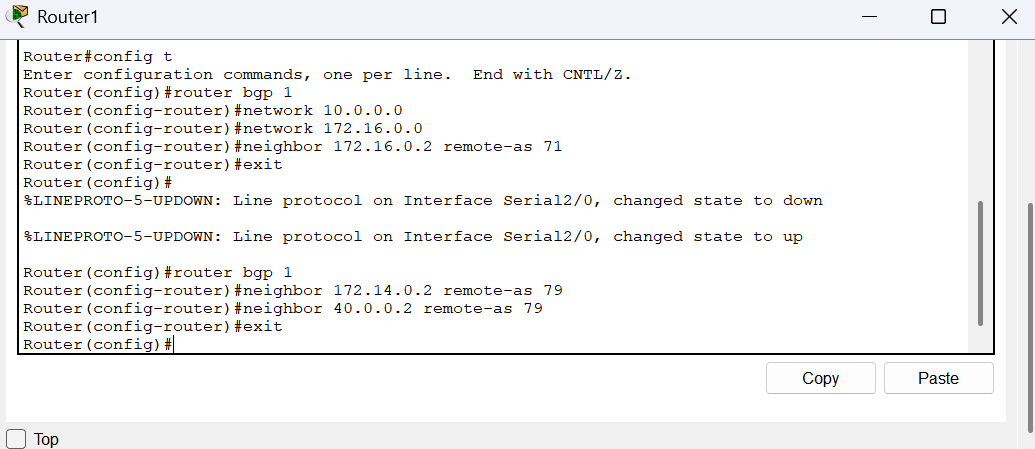 Router1
Router#config t
Enter configuration commands, one per line.  End with CNTL/Z.
Router(config)#router bgp 1
Router(config-router)#network 10.0.0.0
Router(config-router)#network 172.16.0.0
Router(config-router)#neighbor 172.16.0.2 remote-as 71
Router(config-router)#exit
Router(config)#
%LINEPROTO-5-UPDOWN: Line protocol on Interface Serial2/0, changed state to down
%LINEPROTO-5-UPDOWN: Line protocol on Interface Serial2/0, changed state to up
Router(config)#router bgp 1
Router(config-router)#neighbor 172.14.0.2 remote-as 79
Router(config-router)#neighbor 40.0.0.2 remote-as 79
Router(config-router)#exit
Router(config)#
Copy
Paste
Top